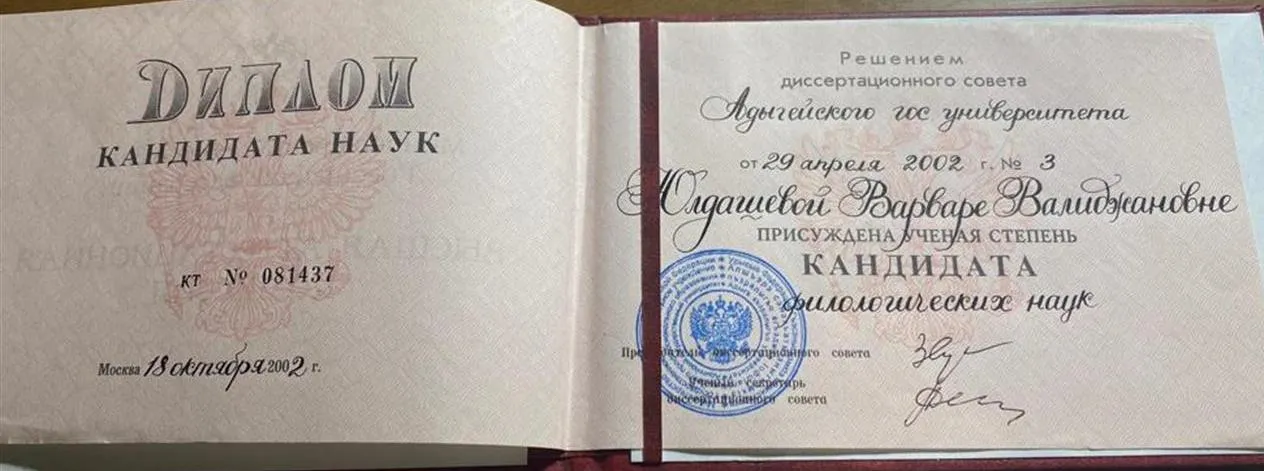 ДИПЛОМ
КАНДИДАТА НАУК
КТ № 081437
Москва 18 октября 2002 г.
Решением
диссертационного совета
Адыгейского гос университета
от 29 апреля 2002 г. № 3
Юлдашевой Варваре Валиджановне
ПРИСУЖДЕНА УЧЕНАЯ СТЕПЕНЬ
КАНДИДАТА
филологических наук
Председатель диссертационного совета
Ученый секретарь
диссертационного совета